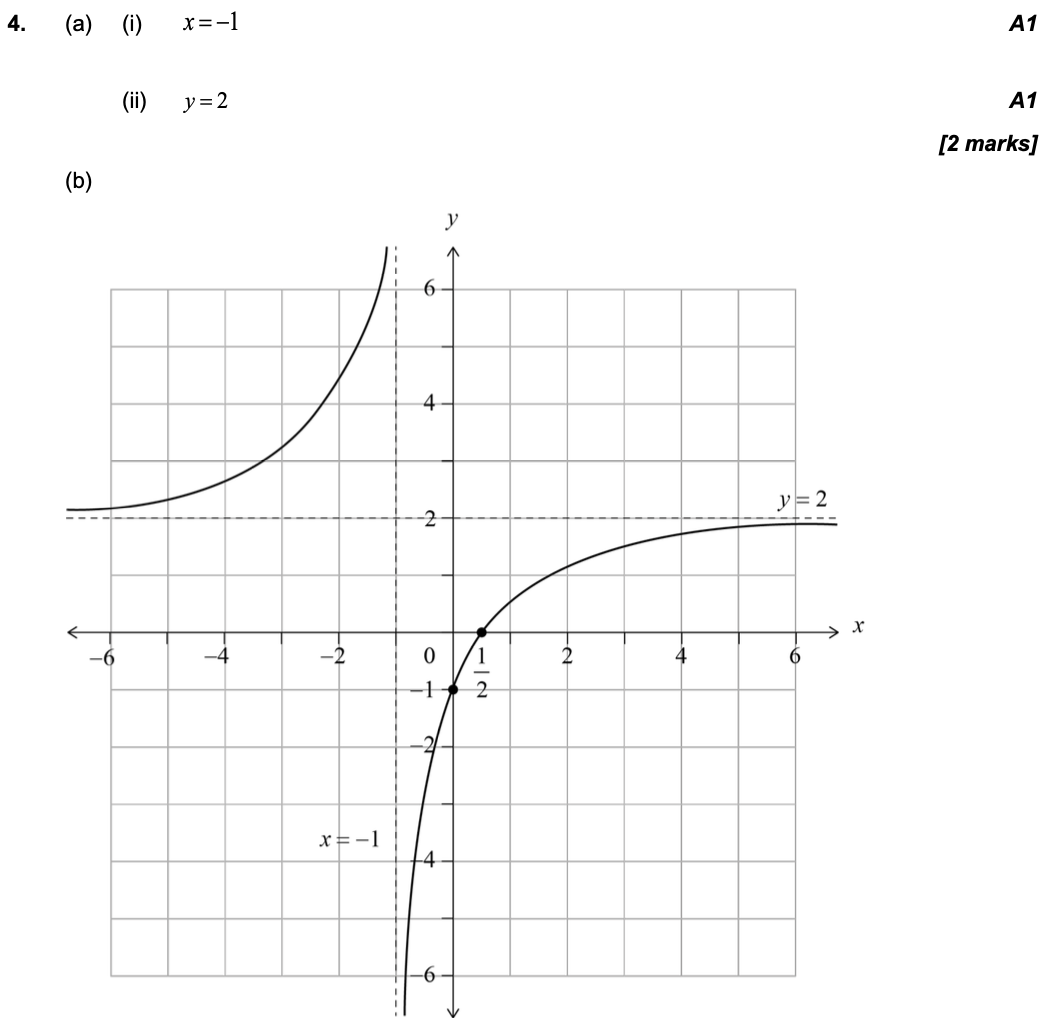 4. (a) (i) x=−1 A1
(ii) y=2 A1
[2 marks]
(b)
y
6
4
y=2
2
x
−6 −4 −2 0 1/2 2 4 6
−1
−2
x=−1
−4
−6